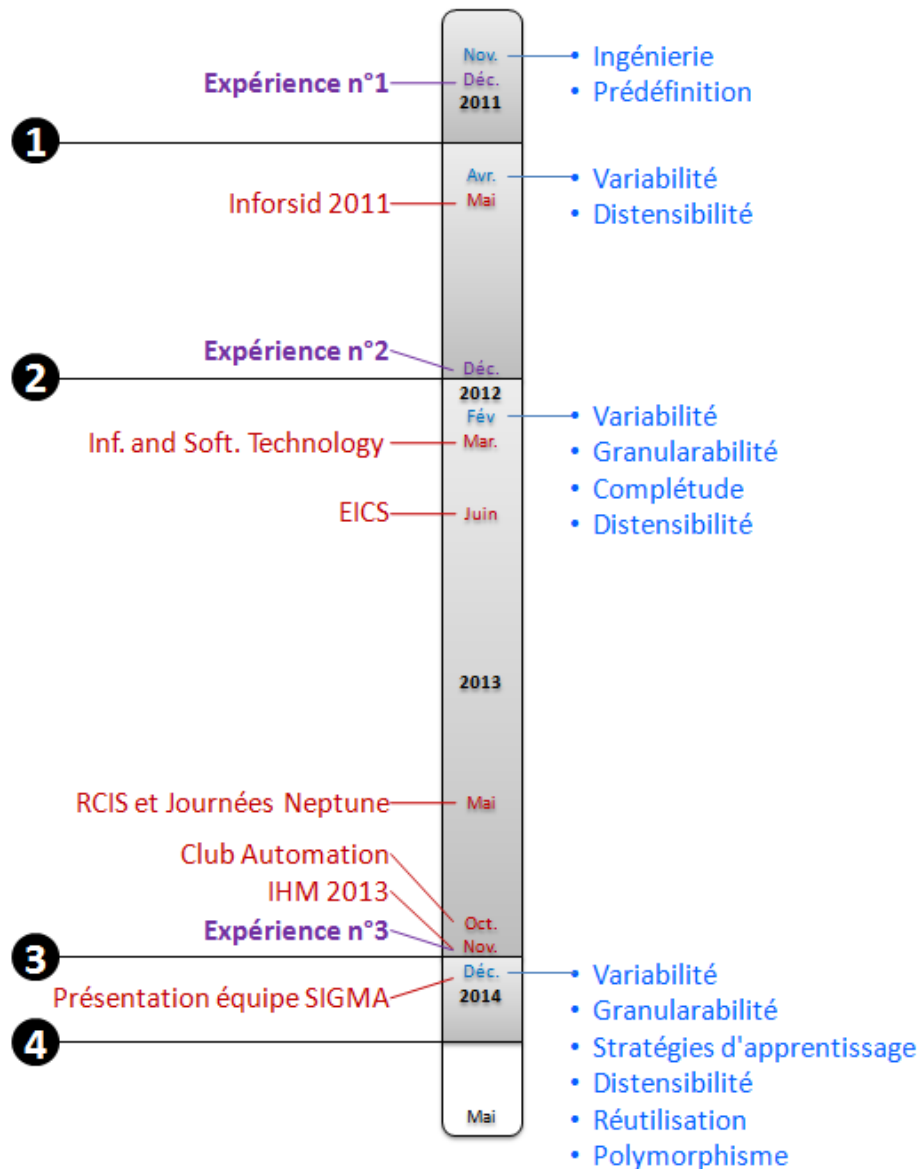 Nov.
• Ingénierie
Expérience n°1
Déc.
• Prédéfinition
2011
1
Avr.
• Variabilité
Inforsid 2011
Mai
• Distensibilité
Expérience n°2
Déc.
2
2012
Fév
• Variabilité
Inf. and Soft. Technology
Mar.
• Granularabilité
• Complétude
EICS
Juin
• Distensibilité
2013
RCIS et Journées Neptune
Mai
Club Automation
IHM 2013
Oct.
Expérience n°3
Nov.
3
Déc.
• Variabilité
Présentation équipe SIGMA
2014
• Granularabilité
4
• Stratégies d'apprentissage
• Distensibilité
Mai
• Réutilisation
• Polymorphisme